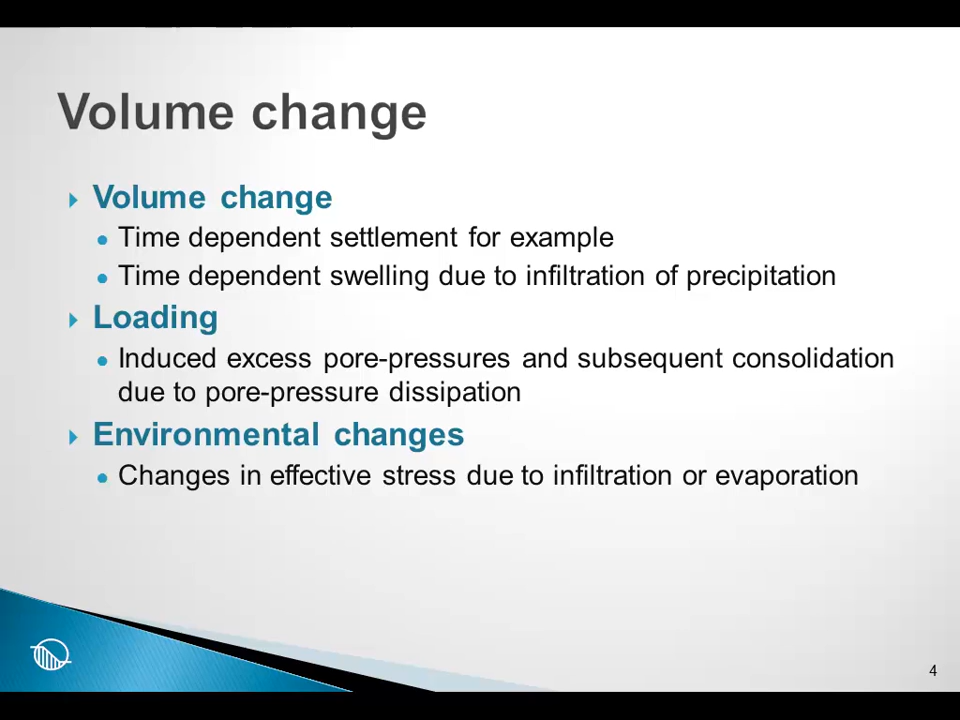 Volume change
Volume change
Time dependent settlement for example
Time dependent swelling due to infiltration of precipitation
Loading
Induced excess pore-pressures and subsequent consolidation
due to pore-pressure dissipation
Environmental changes
Changes in effective stress due to infiltration or evaporation
4